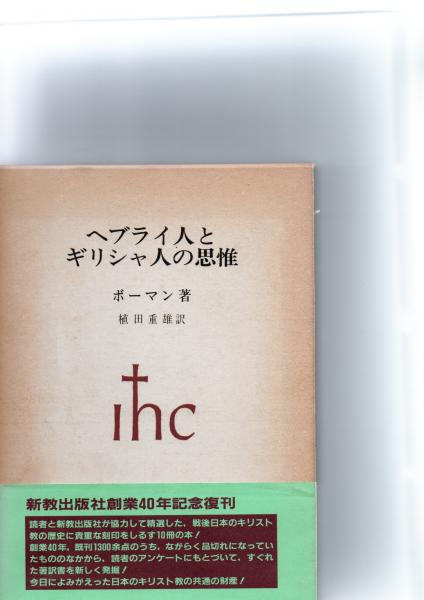 ヘブライ人と
ギリシャ人の思惟
ボーマン著
植田重雄訳
ihc
新教出版社創業40年記念復刊
読者と新教出版社が協力して精選した、戦後日本のキリスト
教の歴史に貴重な刻印をしるす10冊の本！
創業40年，既刊1300余点のうち、ながらく品切れになってい
たもののなかから、読者のアンケートにもとづいて、すぐれ
た著訳書を新しく発掘！
今日によみがえった日本のキリスト教の共通の財産！